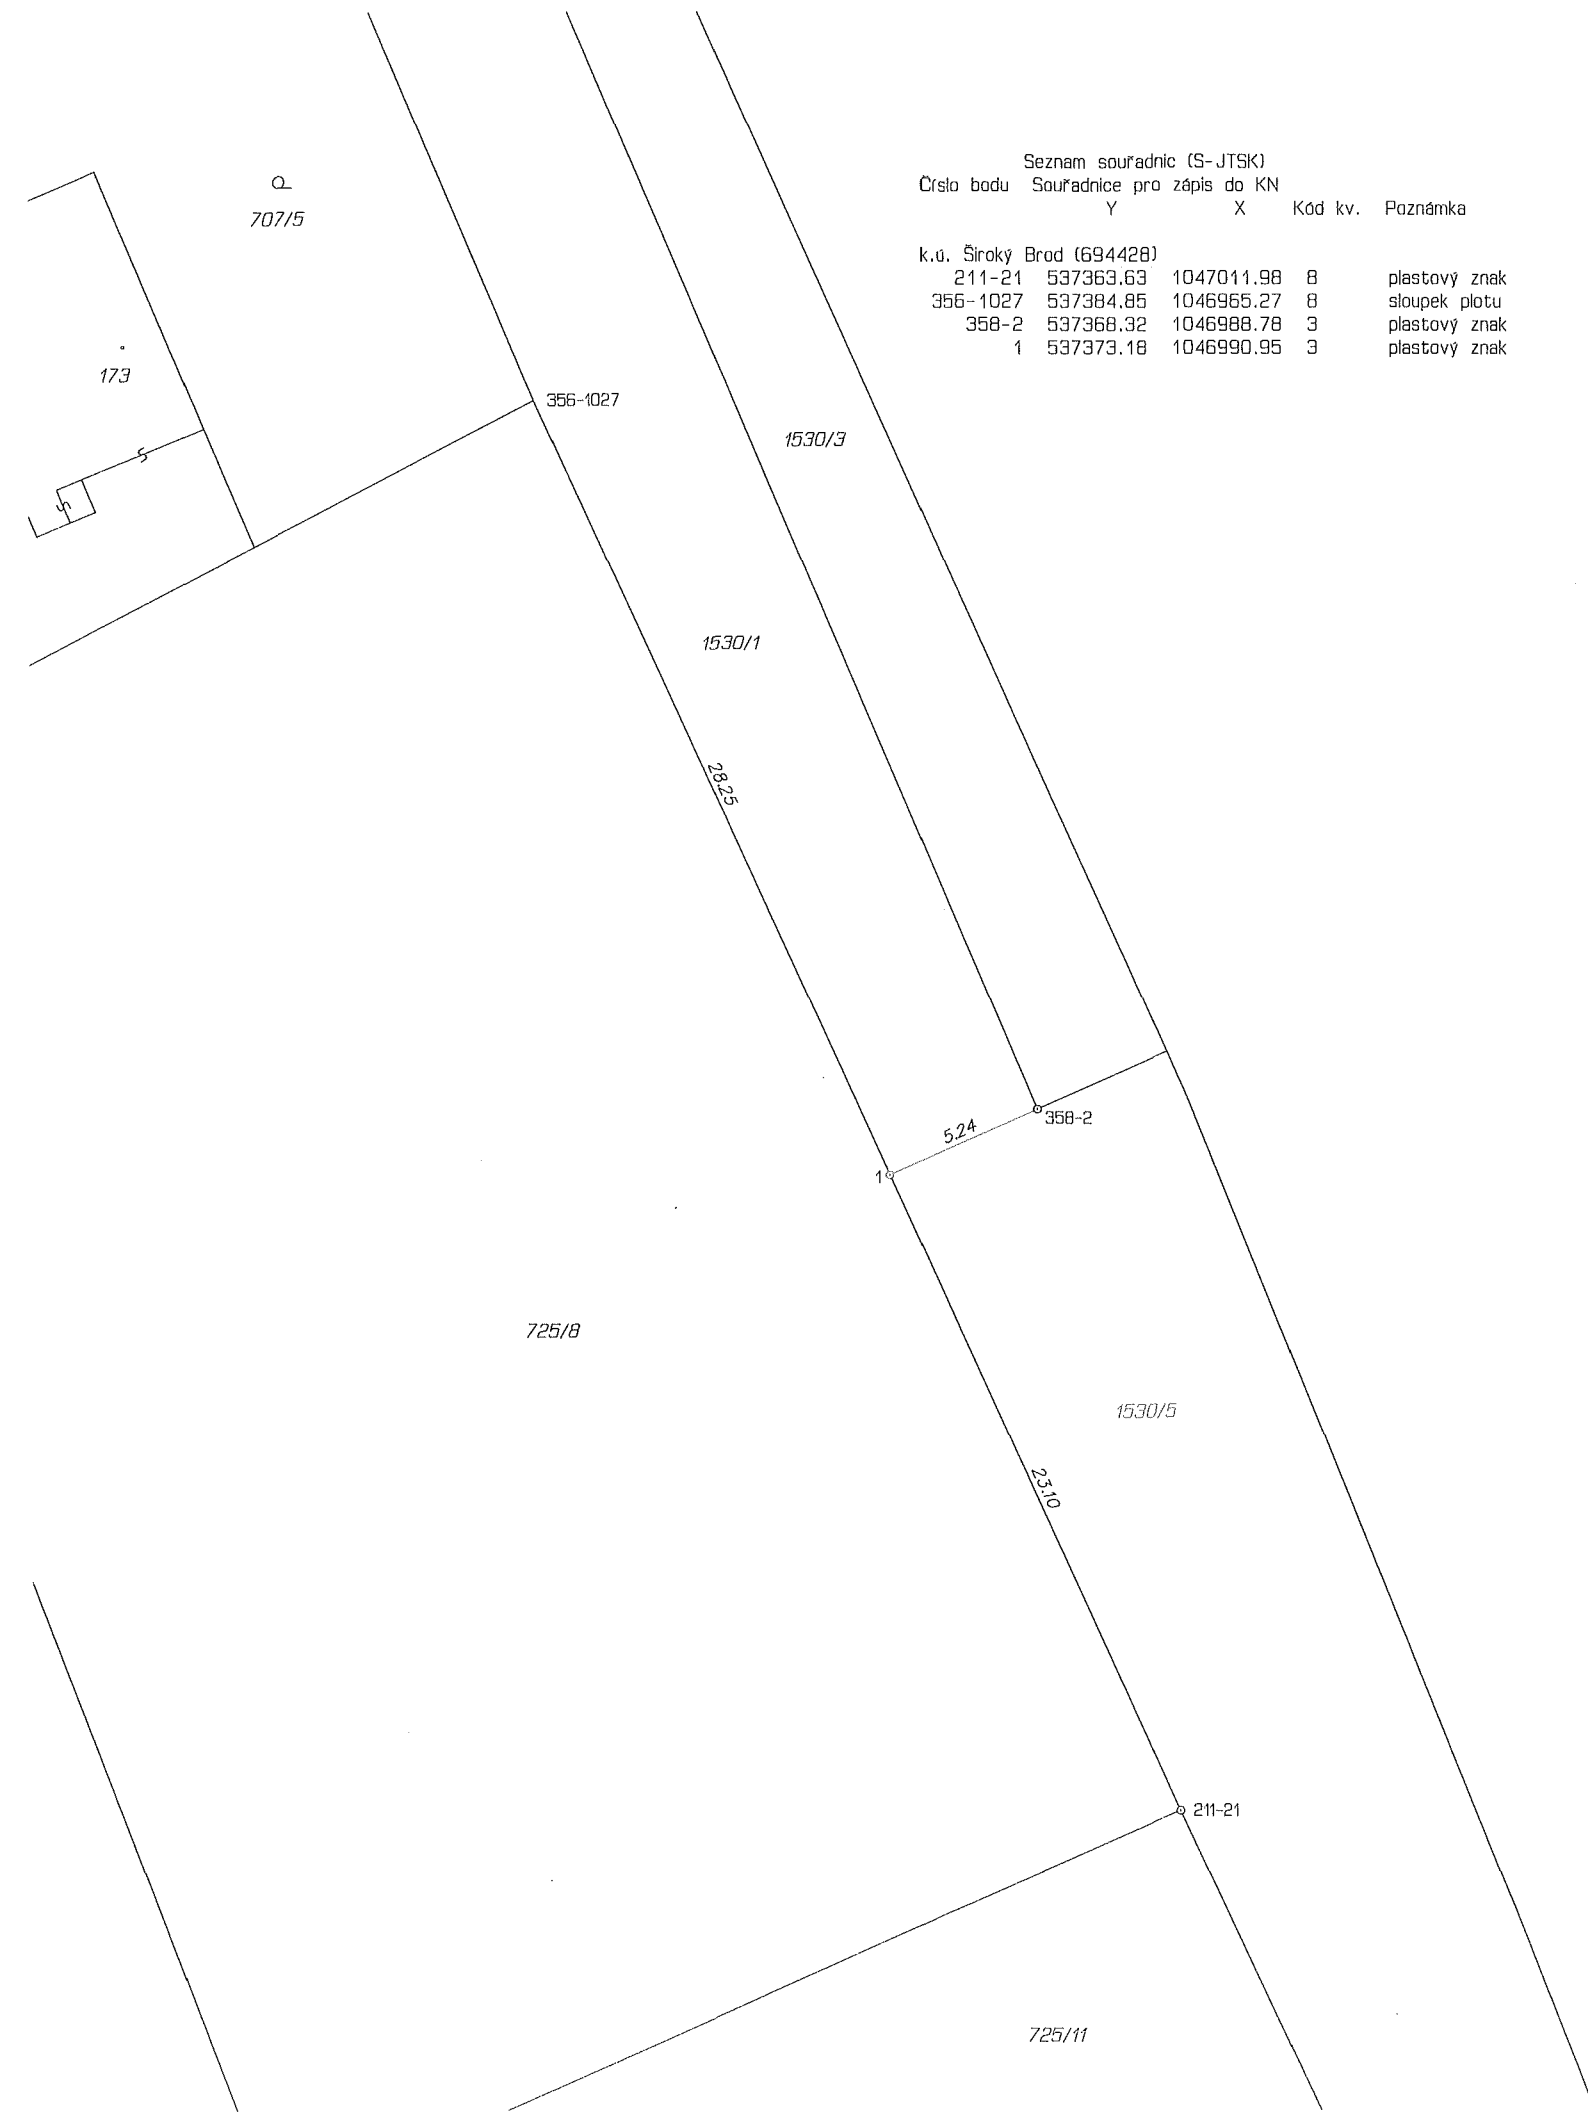 Seznam souřadnic (S-JTSK)
Číslo bodu Souřadnice pro zápis do KN
Y X Kód kv. Poznámka
k.ú. Široký Brod (694428)
211-21 537363.63 1047011.98 8 plastový znak
356-1027 537384.85 1046965.27 8 sloupek plotu
358-2 537368.32 1046988.78 3 plastový znak
1 537373.18 1046990.95 3 plastový znak
707/5
173
356-1027
1530/3
1530/1
28.25
358-2
5.24
1
725/8
1530/5
23.10
211-21
725/11